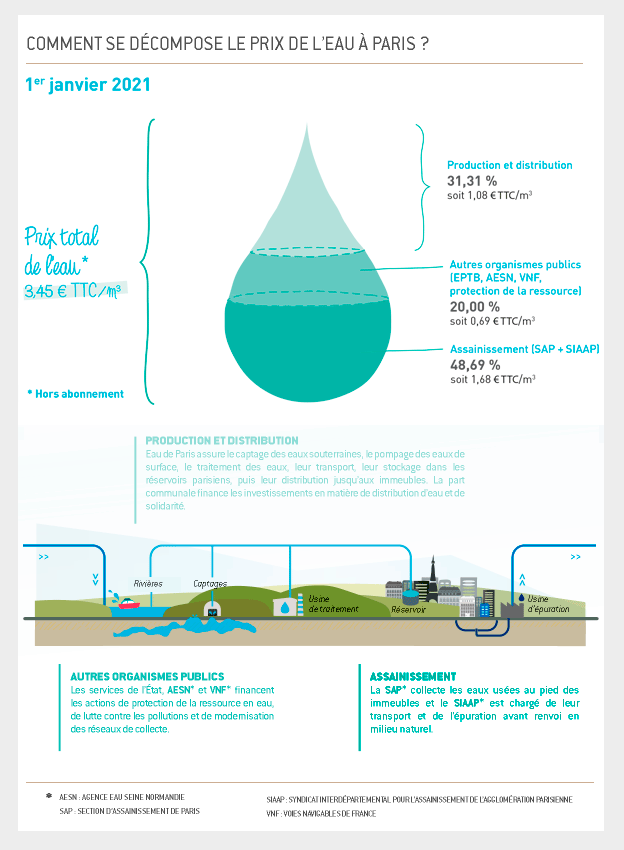 COMMENT SE DÉCOMPOSE LE PRIX DE L'EAU À PARIS ?
1er janvier 2021
Prix total
de l'eau*
3,45 € TTC/m³
* Hors abonnement
Production et distribution
31,31 %
soit 1,08 € TTC/m³
Autres organismes publics
(EPTB, AESN, VNF,
protection de la ressource)
20,00 %
soit 0,69 € TTC/m³
Assainissement (SAP + SIAAP)
48,69 %
soit 1,68 € TTC/m³
PRODUCTION ET DISTRIBUTION
Eau de Paris assure le captage des eaux souterraines, le pompage des eaux de
surface, le traitement des eaux, leur transport, leur stockage dans les
réservoirs parisiens, puis leur distribution jusqu'aux immeubles. La part
communale finance les investissements en matière de distribution d'eau et de
solidarité.
>>
>>
Rivières
Captages
Usine
de traitement
Réservoir
Usine
d'épuration
AUTRES ORGANISMES PUBLICS
Les services de l'État, AESN* et VNF* financent
les actions de protection de la ressource en eau,
de lutte contre les pollutions et de modernisation
des réseaux de collecte.
ASSAINISSEMENT
La SAP* collecte les eaux usées au pied des
immeubles et le SIAAP* est chargé de leur
transport et de l'épuration avant renvoi en
milieu naturel.
* AESN : AGENCE EAU SEINE NORMANDIE
SAP : SECTION D'ASSAINISSEMENT DE PARIS
SIAAP : SYNDICAT INTERDÉPARTEMENTAL POUR L'ASSAINISSEMENT DE L'AGGLOMÉRATION PARISIENNE
VNF : VOIES NAVIGABLES DE FRANCE